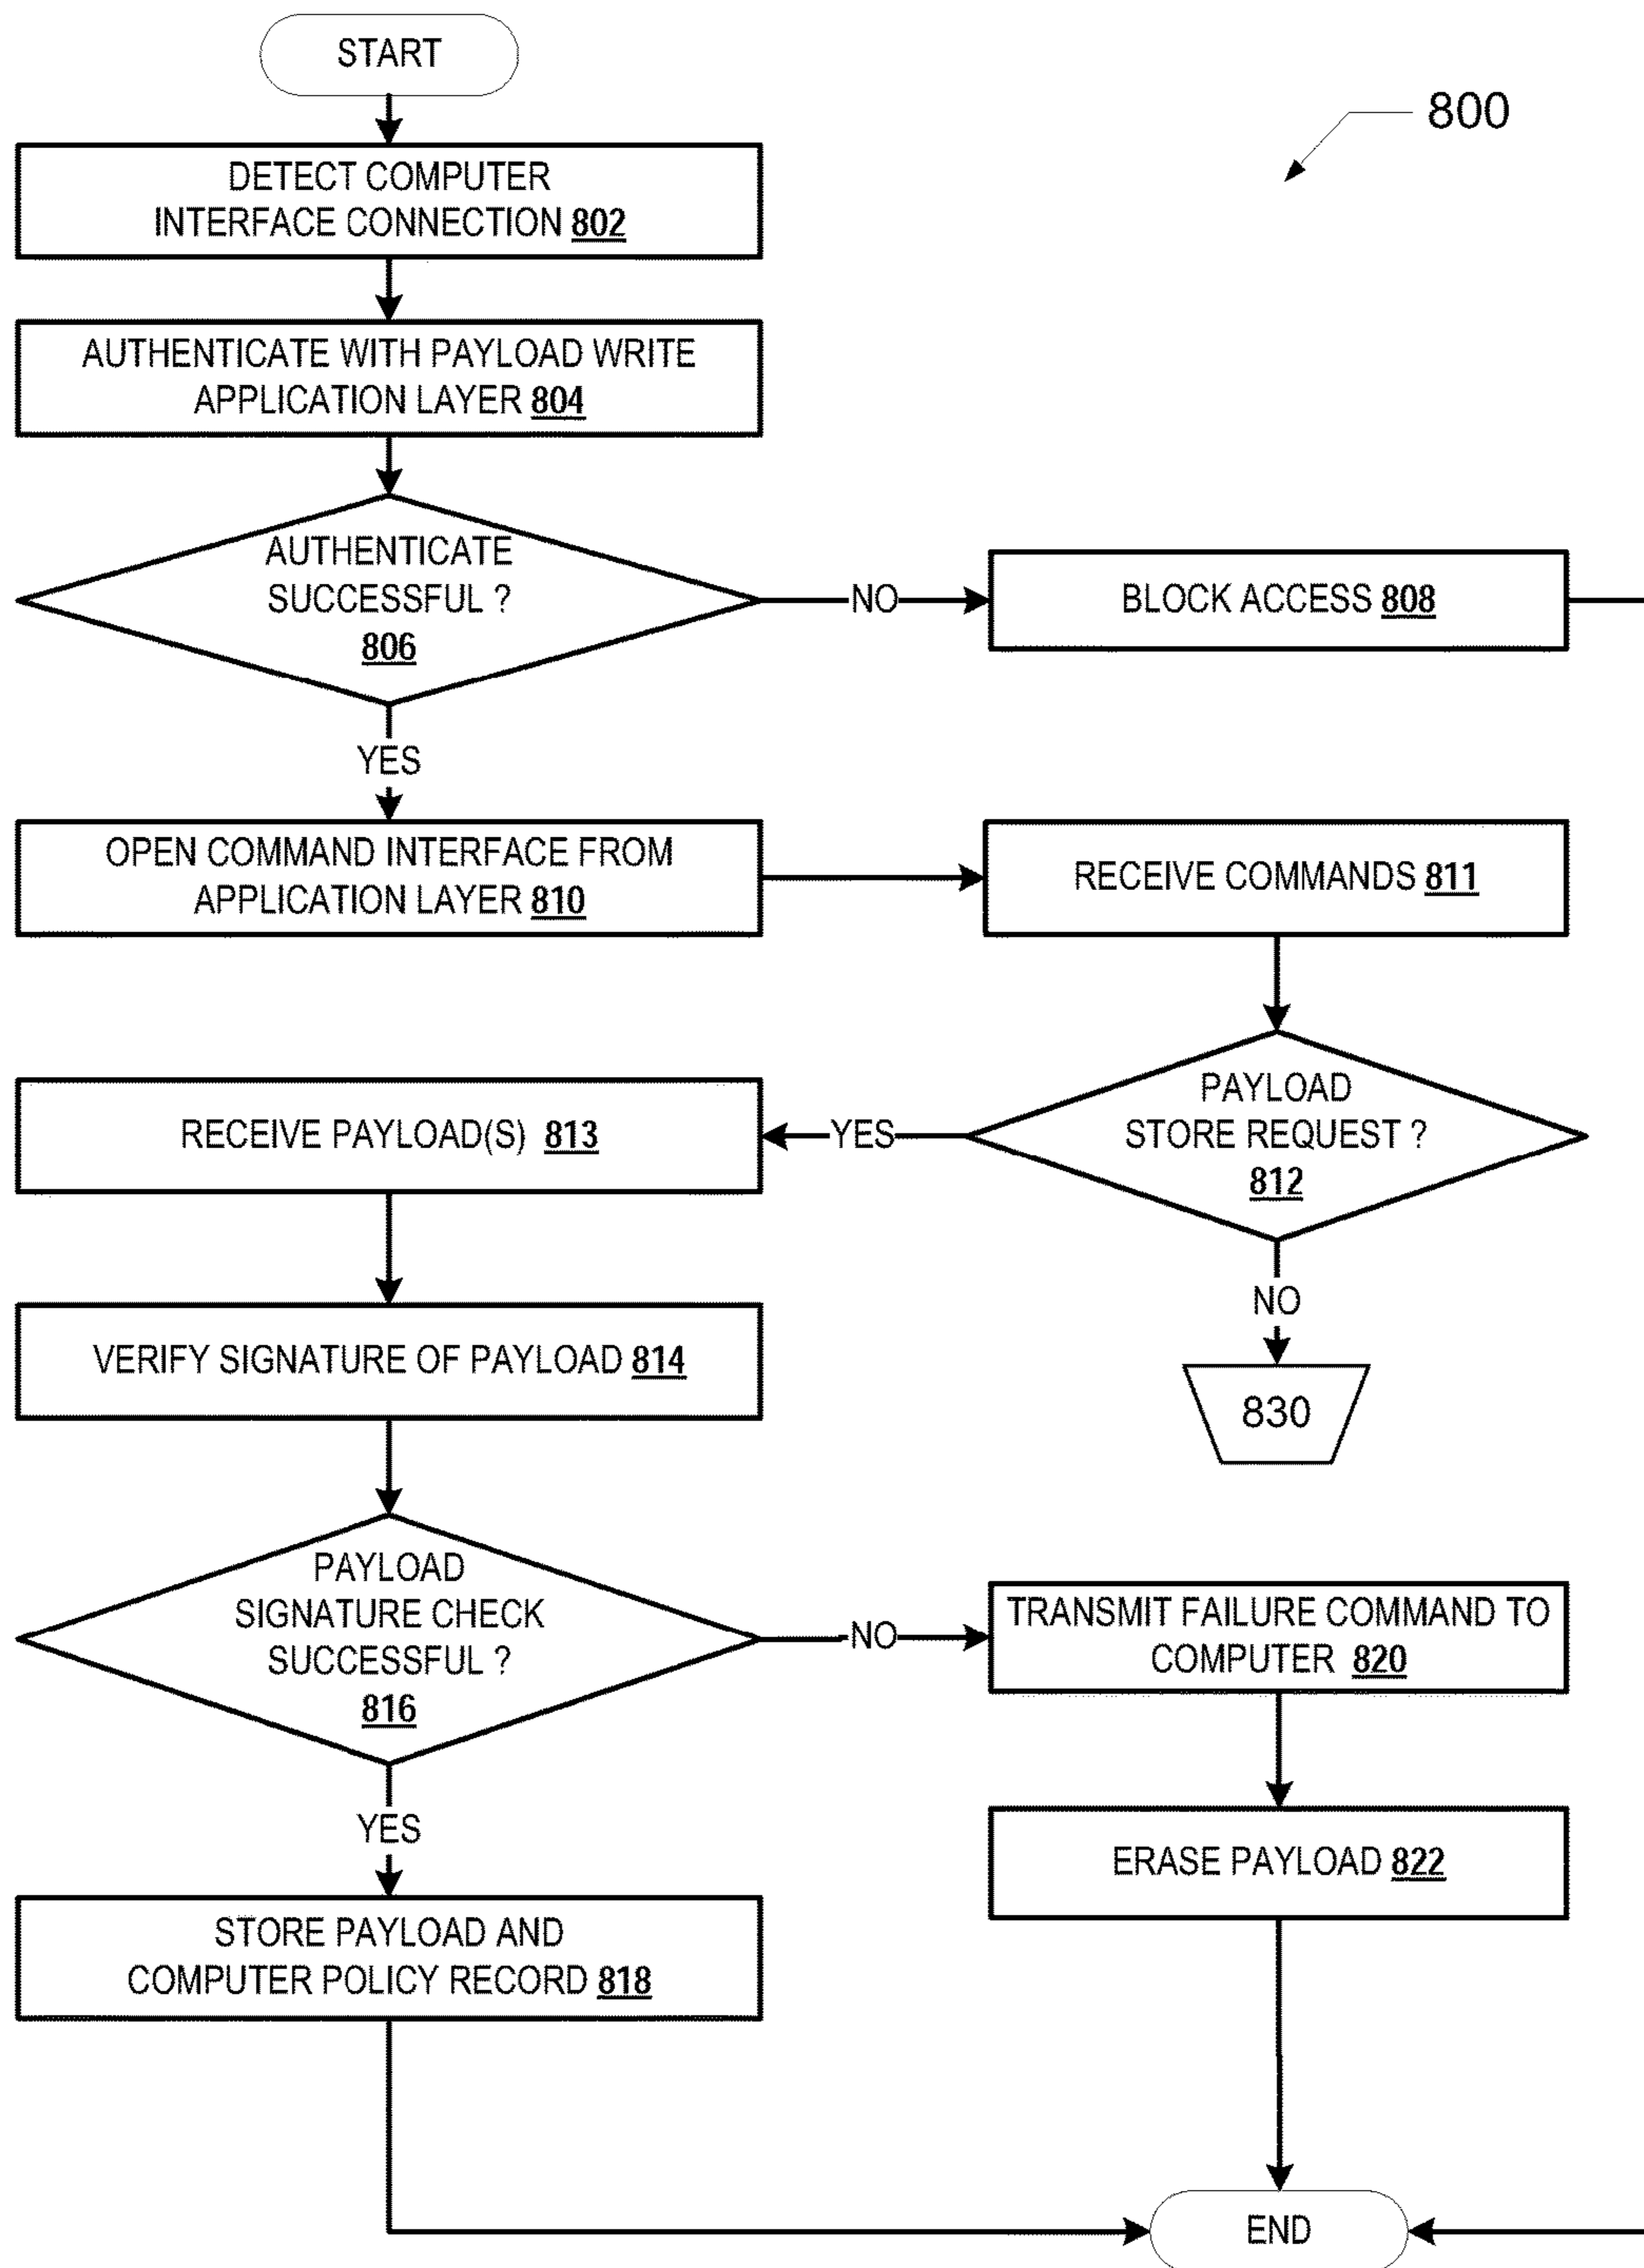 START
800
DETECT COMPUTER
INTERFACE CONNECTION 802
AUTHENTICATE WITH PAYLOAD WRITE
APPLICATION LAYER 804
AUTHENTICATE
SUCCESSFUL ?
806
NO
BLOCK ACCESS 808
YES
OPEN COMMAND INTERFACE FROM
APPLICATION LAYER 810
RECEIVE COMMANDS 811
PAYLOAD
STORE REQUEST ?
812
YES
RECEIVE PAYLOAD(S) 813
NO
830
VERIFY SIGNATURE OF PAYLOAD 814
PAYLOAD
SIGNATURE CHECK
SUCCESSFUL ?
816
NO
TRANSMIT FAILURE COMMAND TO
COMPUTER 820
YES
ERASE PAYLOAD 822
STORE PAYLOAD AND
COMPUTER POLICY RECORD 818
END